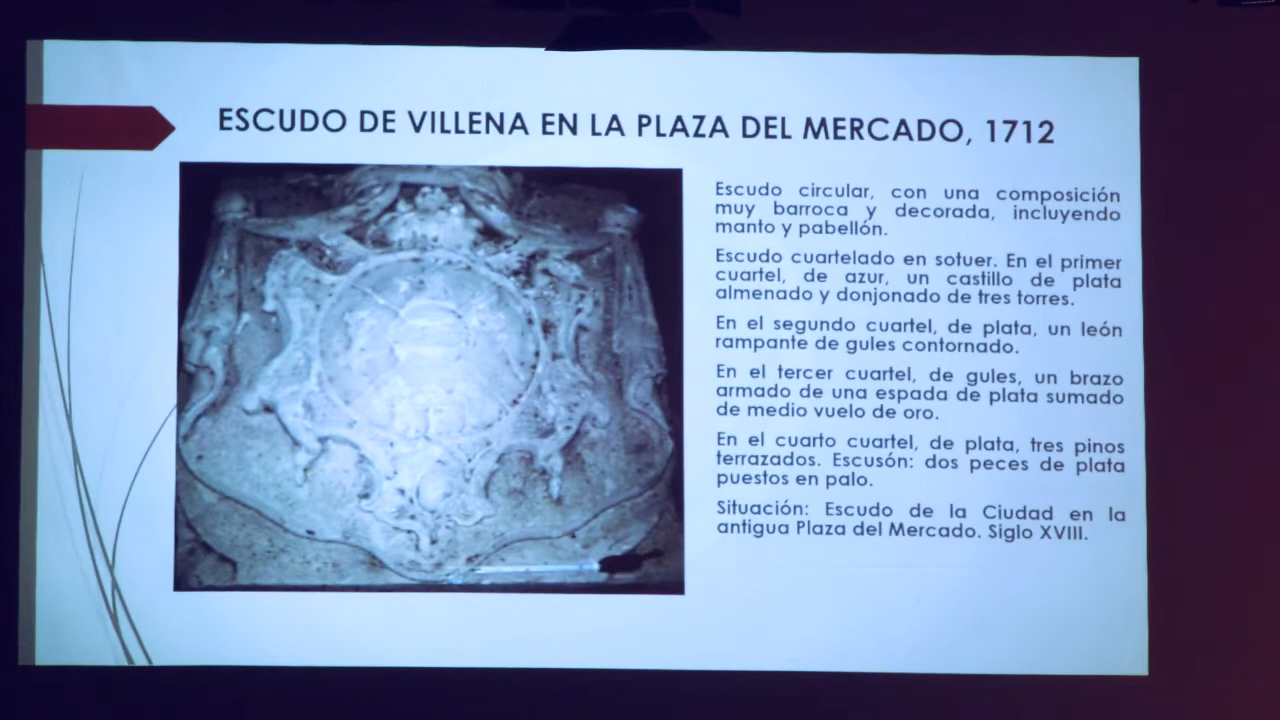 ESCUDO DE VILLENA EN LA PLAZA DEL MERCADO, 1712
Escudo circular, con una composición
muy barroca y decorada, incluyendo
manto y pabellón.
Escudo cuartelado en sotuer. En el primer
cuartel, de azur, un castillo de plata
almenado y donjonado de tres torres.
En el segundo cuartel, de plata, un león
rampante de gules contornado.
En el tercer cuartel, de gules, un brazo
armado de una espada de plata sumado
de medio vuelo de oro.
En el cuarto cuartel, de plata, tres pinos
terrazados. Escusón: dos peces de plata
puestos en palo.
Situación: Escudo de la Ciudad en la
antigua Plaza del Mercado. Siglo XVIII.